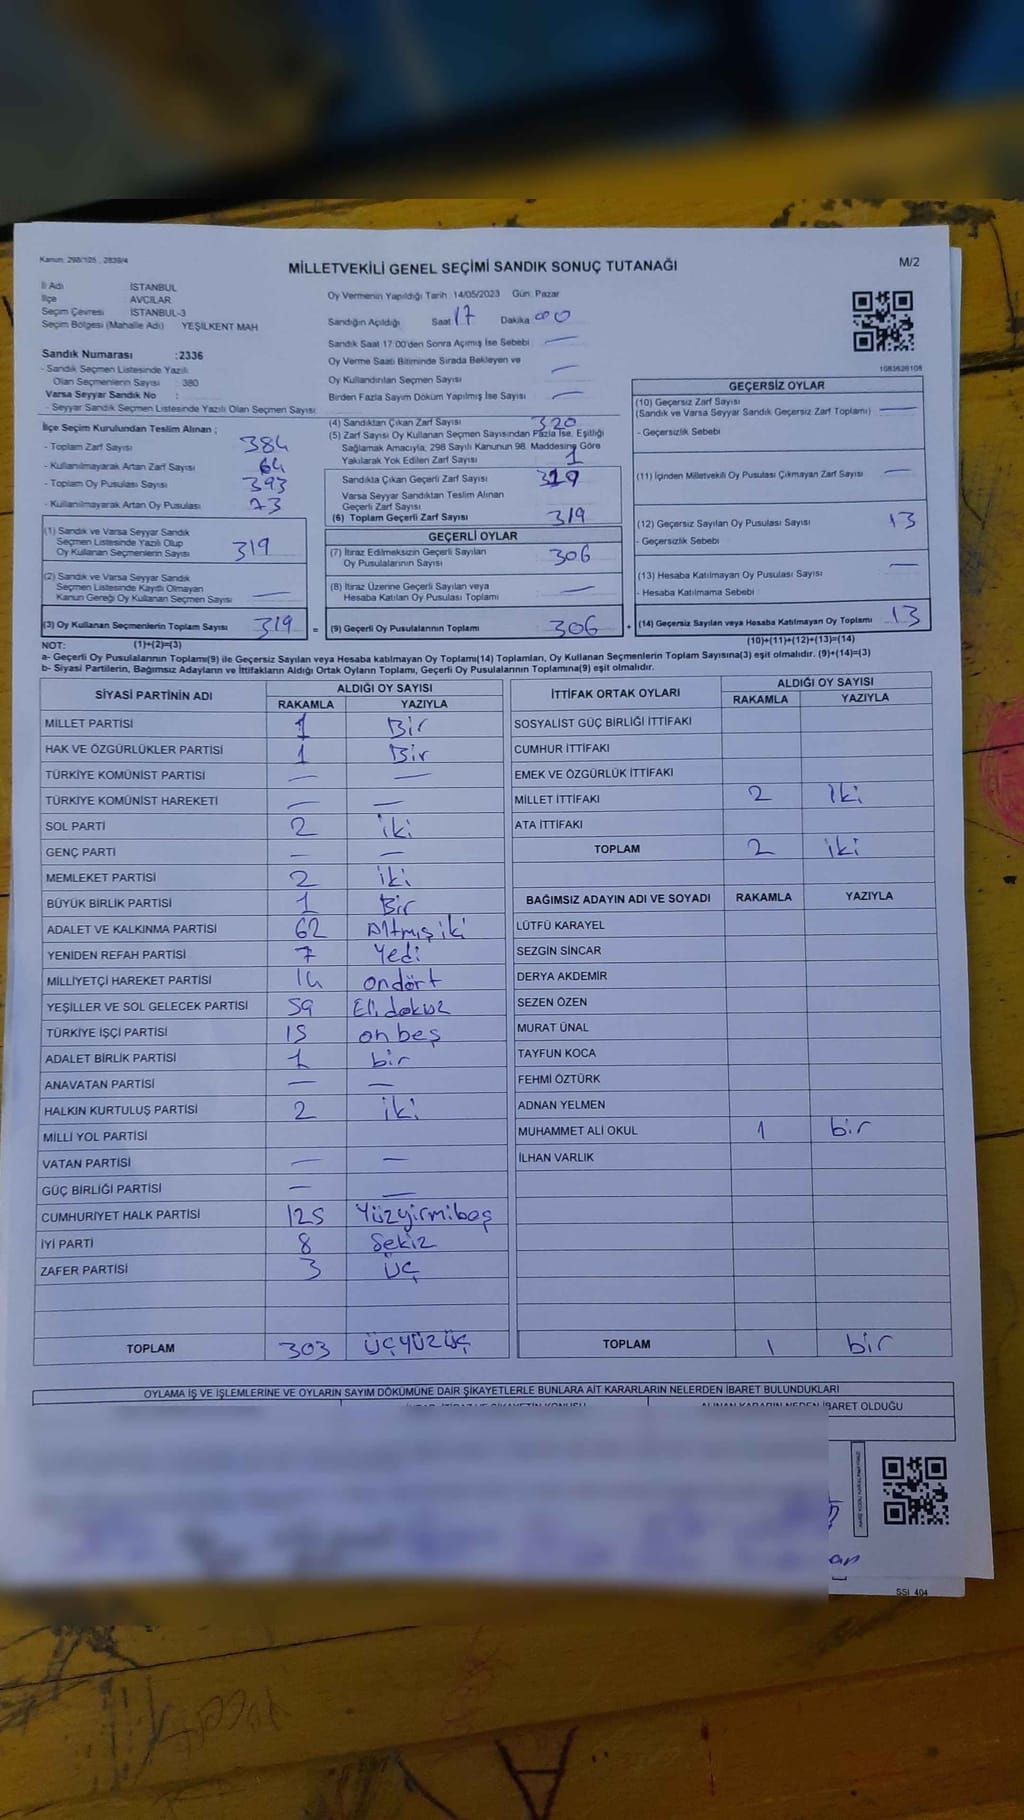 Kanun: 298/105 , 2839/4
MİLLETVEKİLİ GENEL SEÇİMİ SANDIK SONUÇ TUTANAĞI
M/2
İl Adı İSTANBUL
İlçe AVCILAR
Seçim Çevresi İSTANBUL-3
Seçim Bölgesi (Mahalle Adı) YEŞİLKENT MAH
Sandık Numarası :2336
- Sandık Seçmen Listesinde Yazılı
Olan Seçmenlerin Sayısı : 380
Varsa Seyyar Sandık No :
- Seyyar Sandık Seçmen Listesinde Yazılı Olan Seçmen Sayısı:
Oy Vermenin Yapıldığı Tarih :14/05/2023 Gün: Pazar
Sandığın Açıldığı Saat 17 Dakika 00
Sandık Saat 17:00'den Sonra Açımış İse Sebebi —
Oy Verme Saati Bitiminde Sırada Bekleyen ve
Oy Kullandırılan Seçmen Sayısı —
Birden Fazla Sayım Döküm Yapılmış İse Sayısı —
1083626108
İlçe Seçim Kurulundan Teslim Alınan ;
- Toplam Zarf Sayısı 384
- Kullanılmayarak Artan Zarf Sayısı 64
- Toplam Oy Pusulası Sayısı 393
- Kullanılmayarak Artan Oy Pusulası 73
(4) Sandıktan Çıkan Zarf Sayısı 320
(5) Zarf Sayısı Oy Kullanan Seçmen Sayısından Fazla İse, Eşitliği
Sağlamak Amacıyla, 298 Sayılı Kanunun 98. Maddesine Göre
Yakılarak Yok Edilen Zarf Sayısı 1
Sandıkta Çıkan Geçerli Zarf Sayısı 319
Varsa Seyyar Sandıktan Teslim Alınan
Geçerli Zarf Sayısı
(6) Toplam Geçerli Zarf Sayısı 319
GEÇERSİZ OYLAR
(10) Geçersiz Zarf Sayısı
(Sandık ve Varsa Seyyar Sandık Geçersiz Zarf Toplamı) —
- Geçersizlik Sebebi
(11) İçinden Milletvekili Oy Pusulası Çıkmayan Zarf Sayısı —
(12) Geçersiz Sayılan Oy Pusulası Sayısı 13
- Geçersizlik Sebebi
(13) Hesaba Katılmayan Oy Pusulası Sayısı —
- Hesaba Katılmama Sebebi
(14) Geçersiz Sayılan veya Hesaba Katılmayan Oy Toplamı 13
(1) Sandık ve Varsa Seyyar Sandık
Seçmen Listesinde Yazılı Olup
Oy Kullanan Seçmenlerin Sayısı 319
(2) Sandık ve Varsa Seyyar Sandık
Seçmen Listesinde Kayıtlı Olmayan
Kanun Gereği Oy Kullanan Seçmen Sayısı —
(3) Oy Kullanan Seçmenlerin Toplam Sayısı 319 =
GEÇERLİ OYLAR
(7) İtiraz Edilmeksizin Geçerli Sayılan
Oy Pusulalarının Sayısı 306
(8) İtiraz Üzerine Geçerli Sayılan veya
Hesaba Katılan Oy Pusulası Toplamı —
(9) Geçerli Oy Pusulalarının Toplamı 306 +
NOT: (1)+(2)=(3)
(10)+(11)+(12)+(13)=(14)
a- Geçerli Oy Pusulalarının Toplamı(9) ile Geçersiz Sayılan veya Hesaba katılmayan Oy Toplamı(14) Toplamları, Oy Kullanan Seçmenlerin Toplam Sayısına(3) eşit olmalıdır. (9)+(14)=(3)
b- Siyasi Partilerin, Bağımsız Adayların ve İttifakların Aldığı Ortak Oyların Toplamı, Geçerli Oy Pusulalarının Toplamına(9) eşit olmalıdır.
SİYASİ PARTİNİN ADI ALDIĞI OY SAYISI
RAKAMLA YAZIYLA
MİLLET PARTİSİ 1 Bir
HAK VE ÖZGÜRLÜKLER PARTİSİ 1 Bir
TÜRKİYE KOMÜNİST PARTİSİ — —
TÜRKİYE KOMÜNİST HAREKETİ — —
SOL PARTİ 2 iki
GENÇ PARTİ — —
MEMLEKET PARTİSİ 2 iki
BÜYÜK BİRLİK PARTİSİ 1 Bir
ADALET VE KALKINMA PARTİSİ 62 Altmış iki
YENİDEN REFAH PARTİSİ 7 Yedi
MİLLİYETÇİ HAREKET PARTİSİ 14 ondört
YEŞİLLER VE SOL GELECEK PARTİSİ 59 Eli dokuz
TÜRKİYE İŞÇİ PARTİSİ 15 on beş
ADALET BİRLİK PARTİSİ 1 bir
ANAVATAN PARTİSİ — —
HALKIN KURTULUŞ PARTİSİ 2 iki
MİLLİ YOL PARTİSİ
VATAN PARTİSİ — —
GÜÇ BİRLİĞİ PARTİSİ — —
CUMHURİYET HALK PARTİSİ 125 Yüzyirmibeş
İYİ PARTİ 8 Sekiz
ZAFER PARTİSİ 3 Üç
TOPLAM 303 ÜÇYÜZÜÇ
İTTİFAK ORTAK OYLARI ALDIĞI OY SAYISI
RAKAMLA YAZIYLA
SOSYALİST GÜÇ BİRLİĞİ İTTİFAKI
CUMHUR İTTİFAKI
EMEK VE ÖZGÜRLÜK İTTİFAKI
MİLLET İTTİFAKI 2 İki
ATA İTTİFAKI
TOPLAM 2 iki
BAĞIMSIZ ADAYIN ADI VE SOYADI RAKAMLA YAZIYLA
LÜTFÜ KARAYEL
SEZGİN SİNCAR
DERYA AKDEMİR
SEZEN ÖZEN
MURAT ÜNAL
TAYFUN KOCA
FEHMİ ÖZTÜRK
ADNAN YELMEN
MUHAMMET ALİ OKUL 1 bir
İLHAN VARLIK
TOPLAM 1 bir
OYLAMA İŞ VE İŞLEMLERİNE VE OYLARIN SAYIM DÖKÜMÜNE DAİR ŞİKAYETLERLE BUNLARA AİT KARARLARIN NELERDEN İBARET BULUNDUKLARI
ALINAN KARARIN NEDEN İBARET OLDUĞU
an
SSİ_404